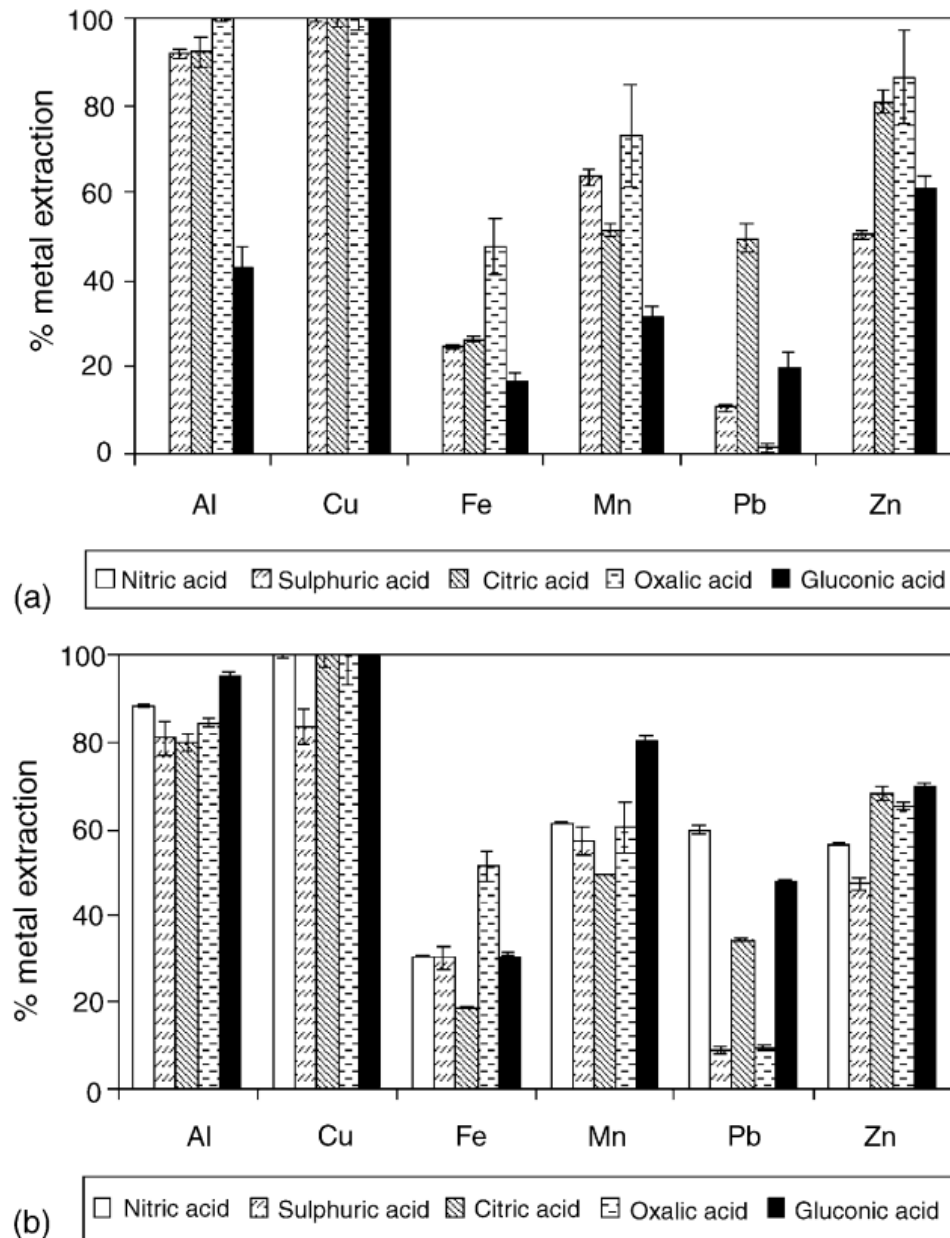 100
80
60
40
20
0
% metal extraction
Al Cu Fe Mn Pb Zn
(a)
Nitric acid Sulphuric acid Citric acid Oxalic acid Gluconic acid
100
80
60
40
20
0
% metal extraction
Al Cu Fe Mn Pb Zn
(b)
Nitric acid Sulphuric acid Citric acid Oxalic acid Gluconic acid